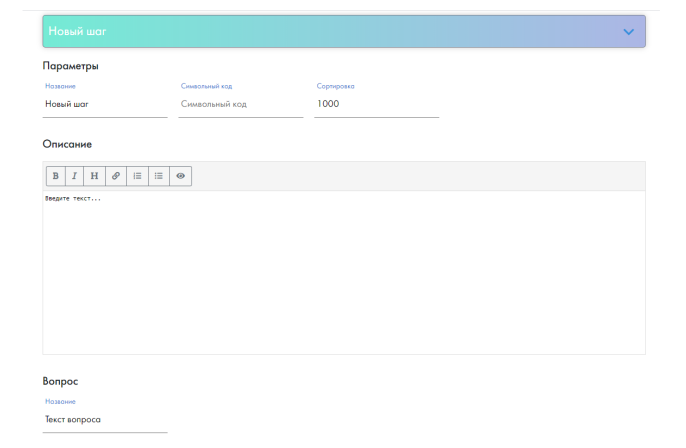 Новый шаг
Параметры
Название Символьный код Сортировка
Новый шаг Символьный код 1000
Описание
B I H
Введите текст...
Вопрос
Название
Текст вопроса